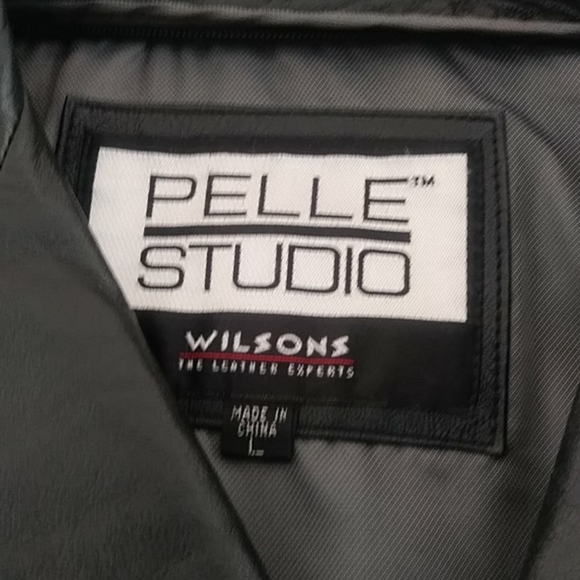 PELLE™
STUDIO
WILSONS
THE LEATHER EXPERTS
MADE IN
CHINA
L